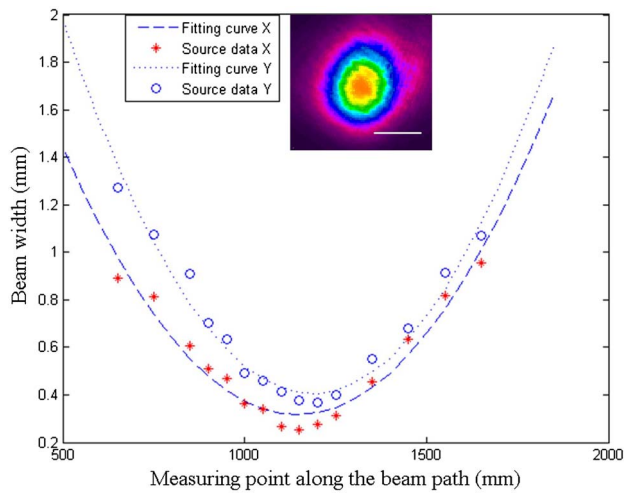 Fitting curve X
Source data X
Fitting curve Y
Source data Y
2
1.8
1.6
1.4
1.2
1
0.8
0.6
0.4
0.2
Beam width (mm)
500 1000 1500 2000
Measuring point along the beam path (mm)